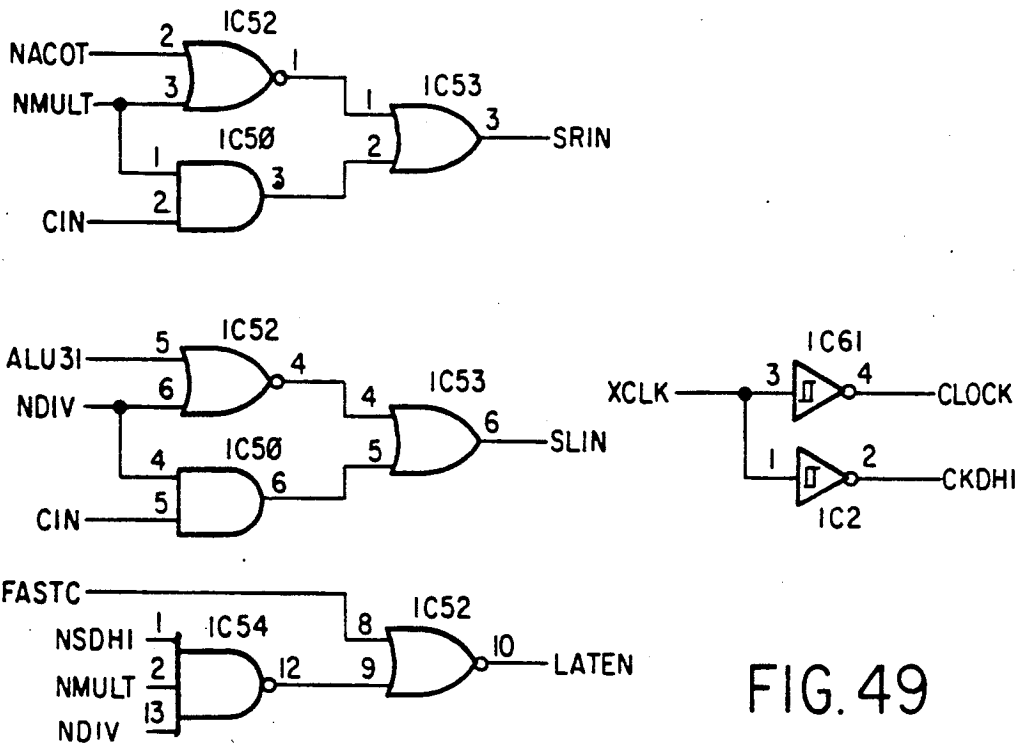 IC52
NACOT 2 1
NMULT 3 IC53
1 3 SRIN
IC50 2
1 3
CIN 2
IC52
ALU31 5 4
NDIV 6 IC53
4 6 SLIN
IC50 5
4 6
CIN 5
IC61
XCLK 3 4 CLOCK
1 2 CKDHI
IC2
FASTC
IC52
NSDHI 1 IC54 8 10 LATEN
NMULT 2 12 9
NDIV 13
FIG. 49